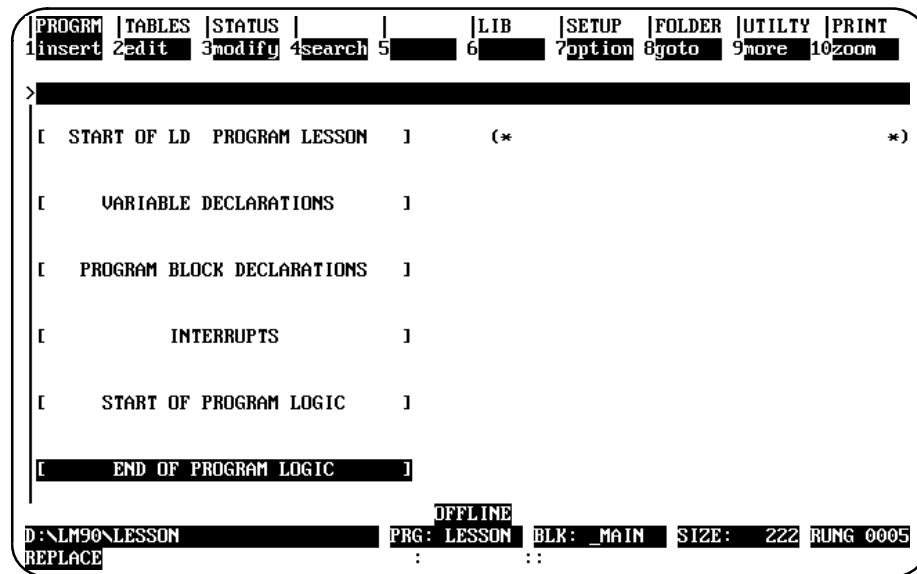 |PROGRM |TABLES |STATUS | | |LIB |SETUP |FOLDER |UTILTY |PRINT
1insert 2edit 3modify 4search 5 6 7option 8goto 9more 10zoom
>
[ START OF LD PROGRAM LESSON ] (* *)
[ VARIABLE DECLARATIONS ]
[ PROGRAM BLOCK DECLARATIONS ]
[ INTERRUPTS ]
[ START OF PROGRAM LOGIC ]
[ END OF PROGRAM LOGIC ]
OFFLINE
D:\LM90\LESSON PRG: LESSON BLK: _MAIN SIZE: 222 RUNG 0005
REPLACE : ::